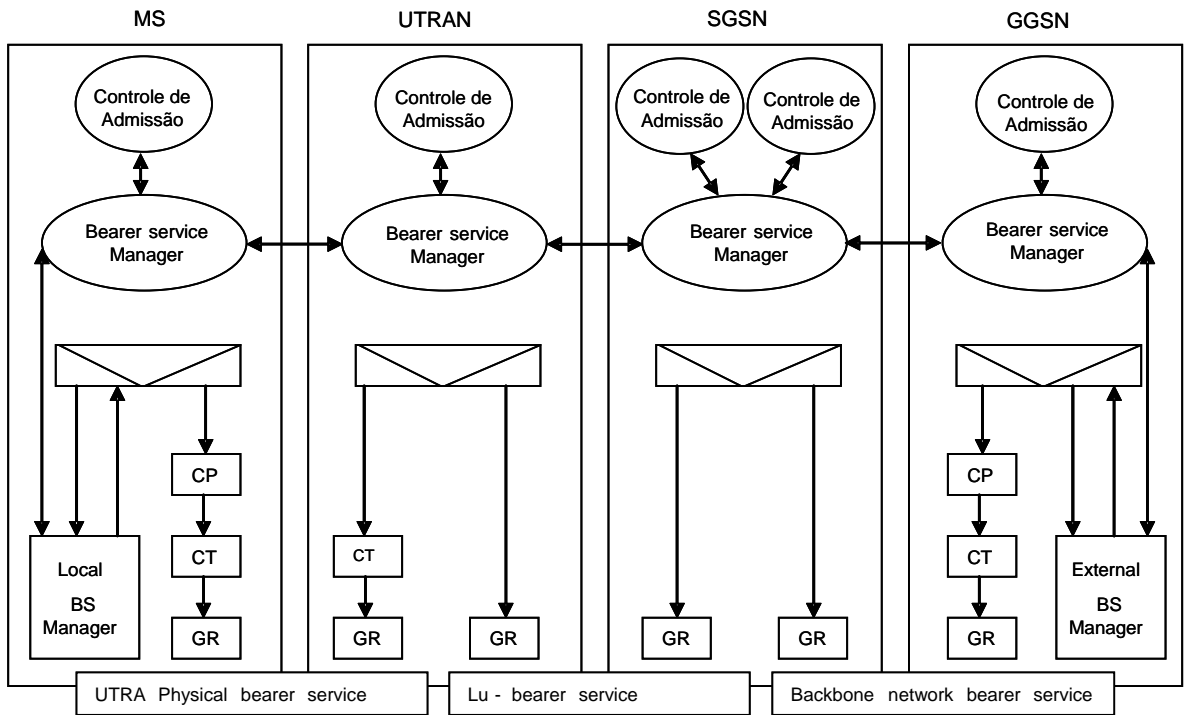 MS
UTRAN
SGSN
GGSN
Controle de
Admissão
Controle de
Admissão
Controle de
Admissão
Controle de
Admissão
Controle de
Admissão
Bearer service
Manager
Bearer service
Manager
Bearer service
Manager
Bearer service
Manager
CP
CT
GR
Local
BS
Manager
CT
GR
GR
GR
GR
CP
CT
GR
External
BS
Manager
UTRA Physical bearer service
Lu - bearer service
Backbone network bearer service